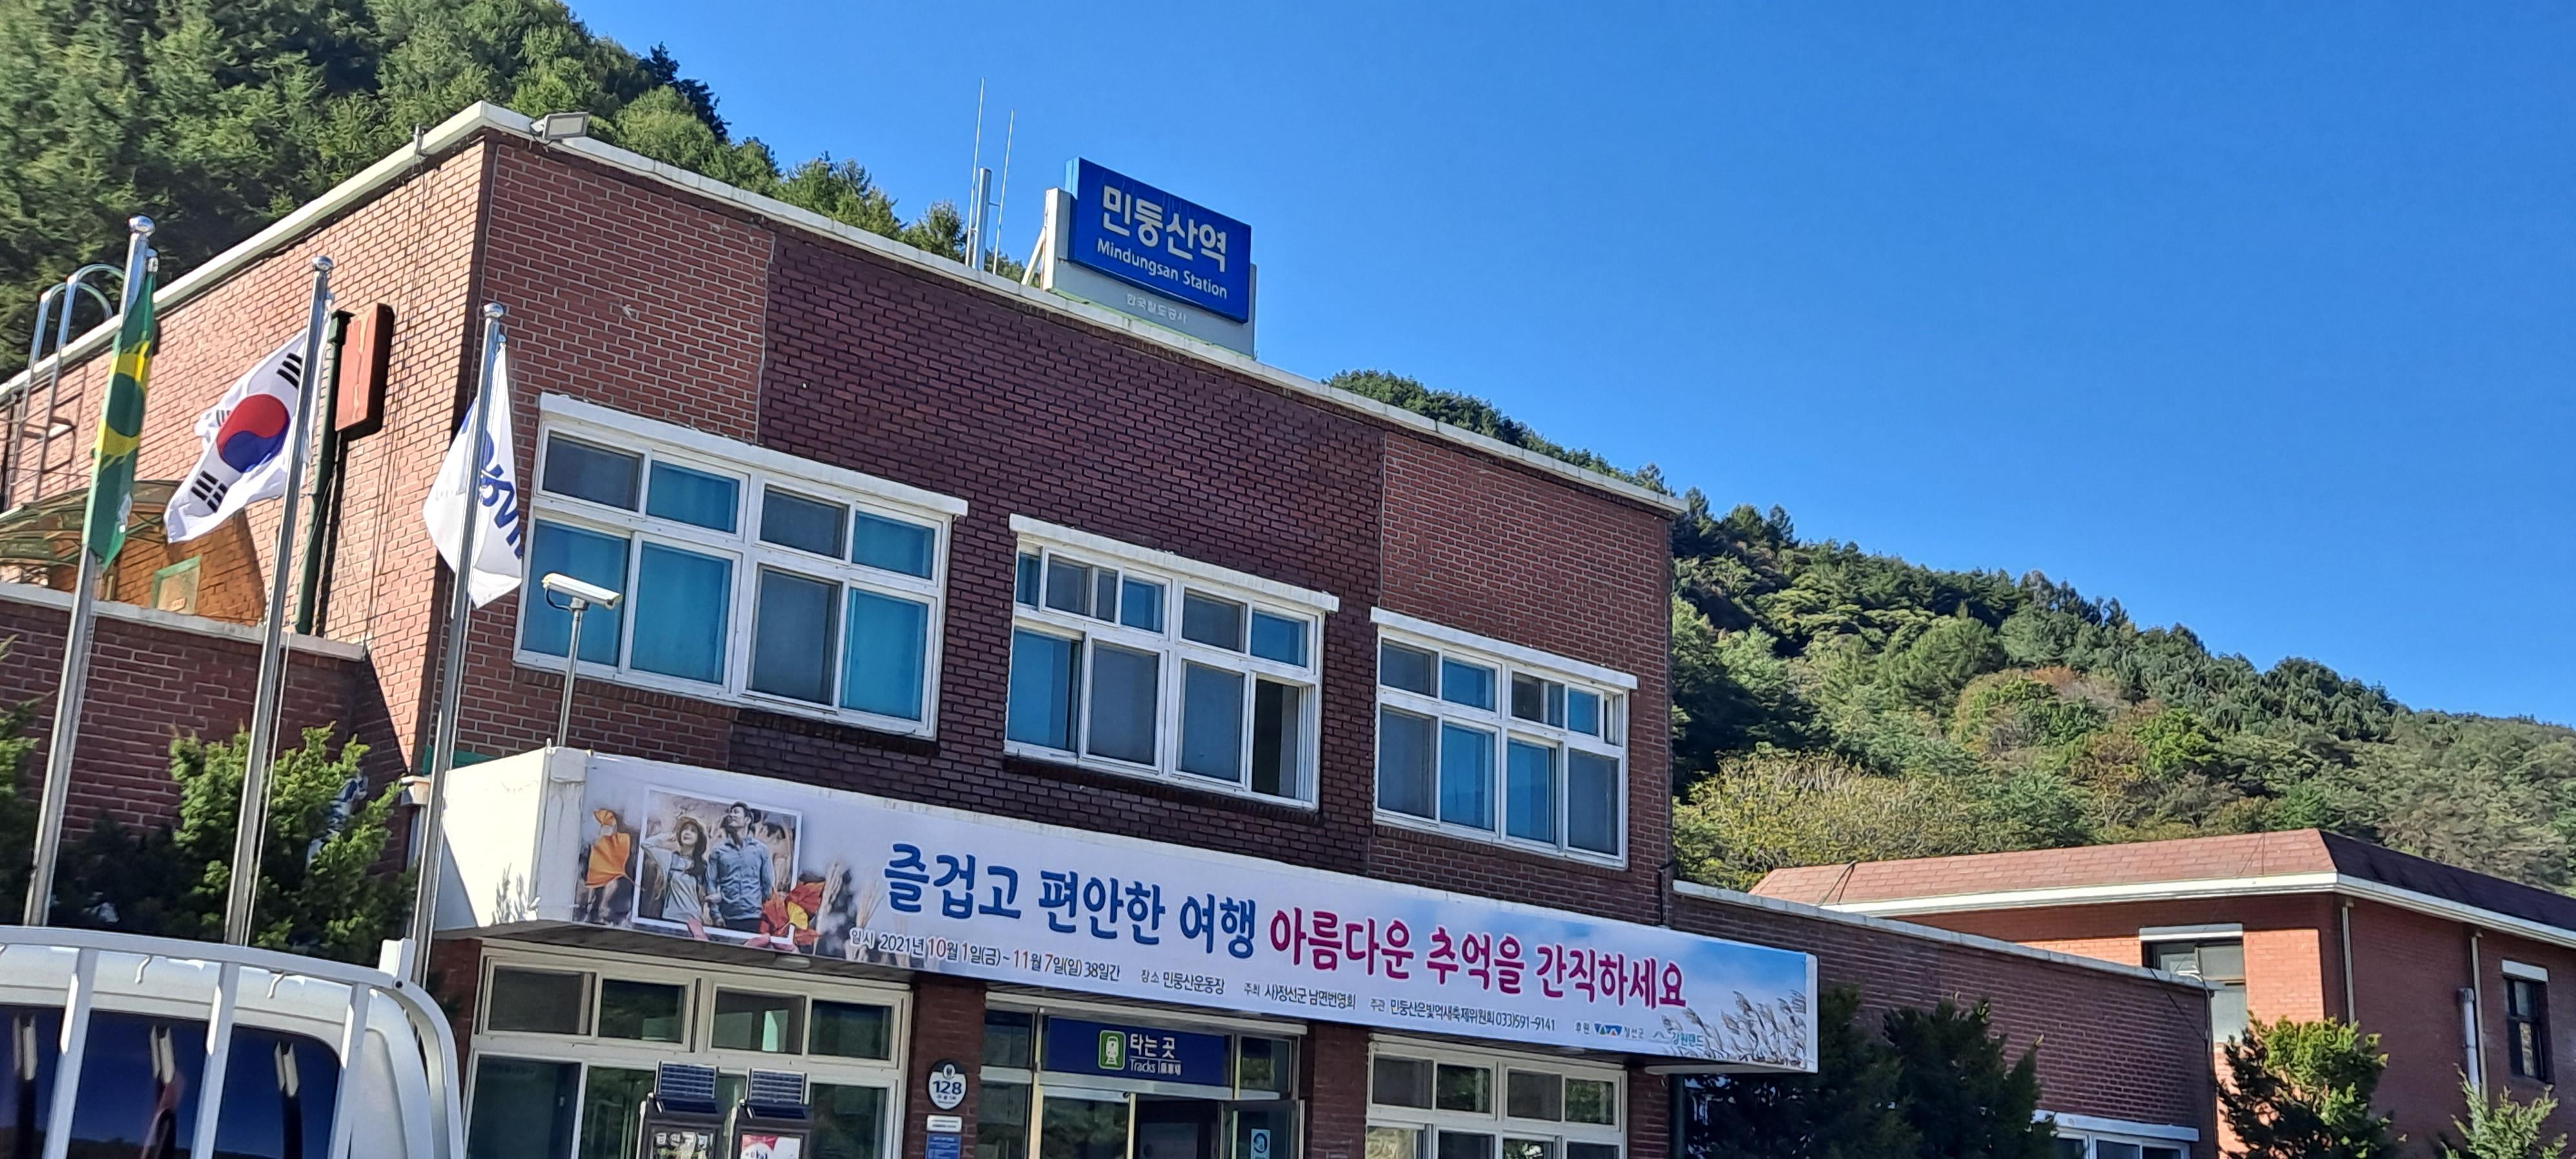 민둥산역
Mindungsan Station
한국철도공사
즐겁고 편안한 여행 아름다운 추억을 간직하세요
일시 2021년 10월 1일(금) ~ 11월 7일(일) 38일간 장소 민둥산운동장 주최 사)정선군 남면번영회 주관 민둥산은빛억새축제위원회 033)591-9141 후원 정선군 강원랜드
타는 곳
Tracks
128